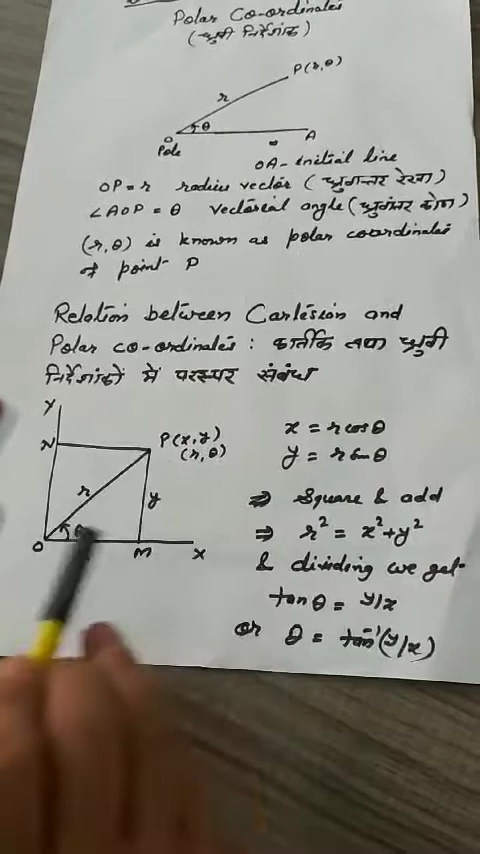 Polar Co-ordinates
(ध्रुवी निर्देशांक)
P(r,θ)
r
θ
O
Pole
A
OA - initial line
OP = r radius vector (ध्रुवान्तर रेखा)
∠AOP = θ vectorial angle (ध्रुवांतर कोण)
(r,θ) is known as polar coordinates
of point P
Relation between Cartesian and
Polar co-ordinates : कार्तीक तथा ध्रुवी
निर्देशांकों में परस्पर संबंध
Y
N
P(x,y)
(r,θ)
r
y
θ
O
M
X
x = r cosθ
y = r sinθ
⇒ Square & add
⇒ r² = x²+y²
& dividing we get
tanθ = y/x
or θ = tan⁻¹(y/x)